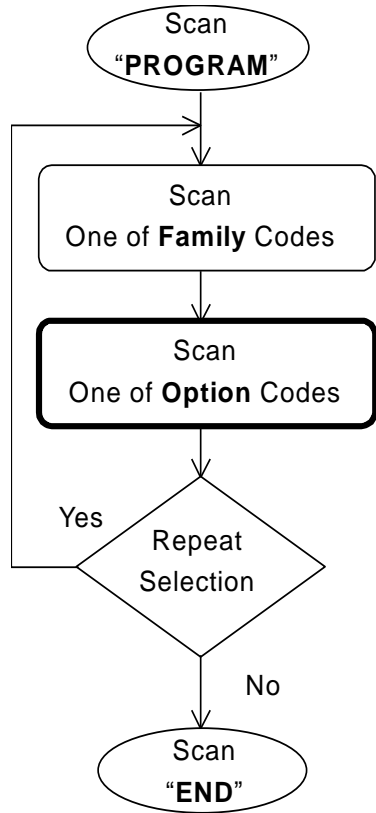 Scan
“PROGRAM”
Scan
One of Family Codes
Scan
One of Option Codes
Yes
Repeat
Selection
No
Scan
“END”